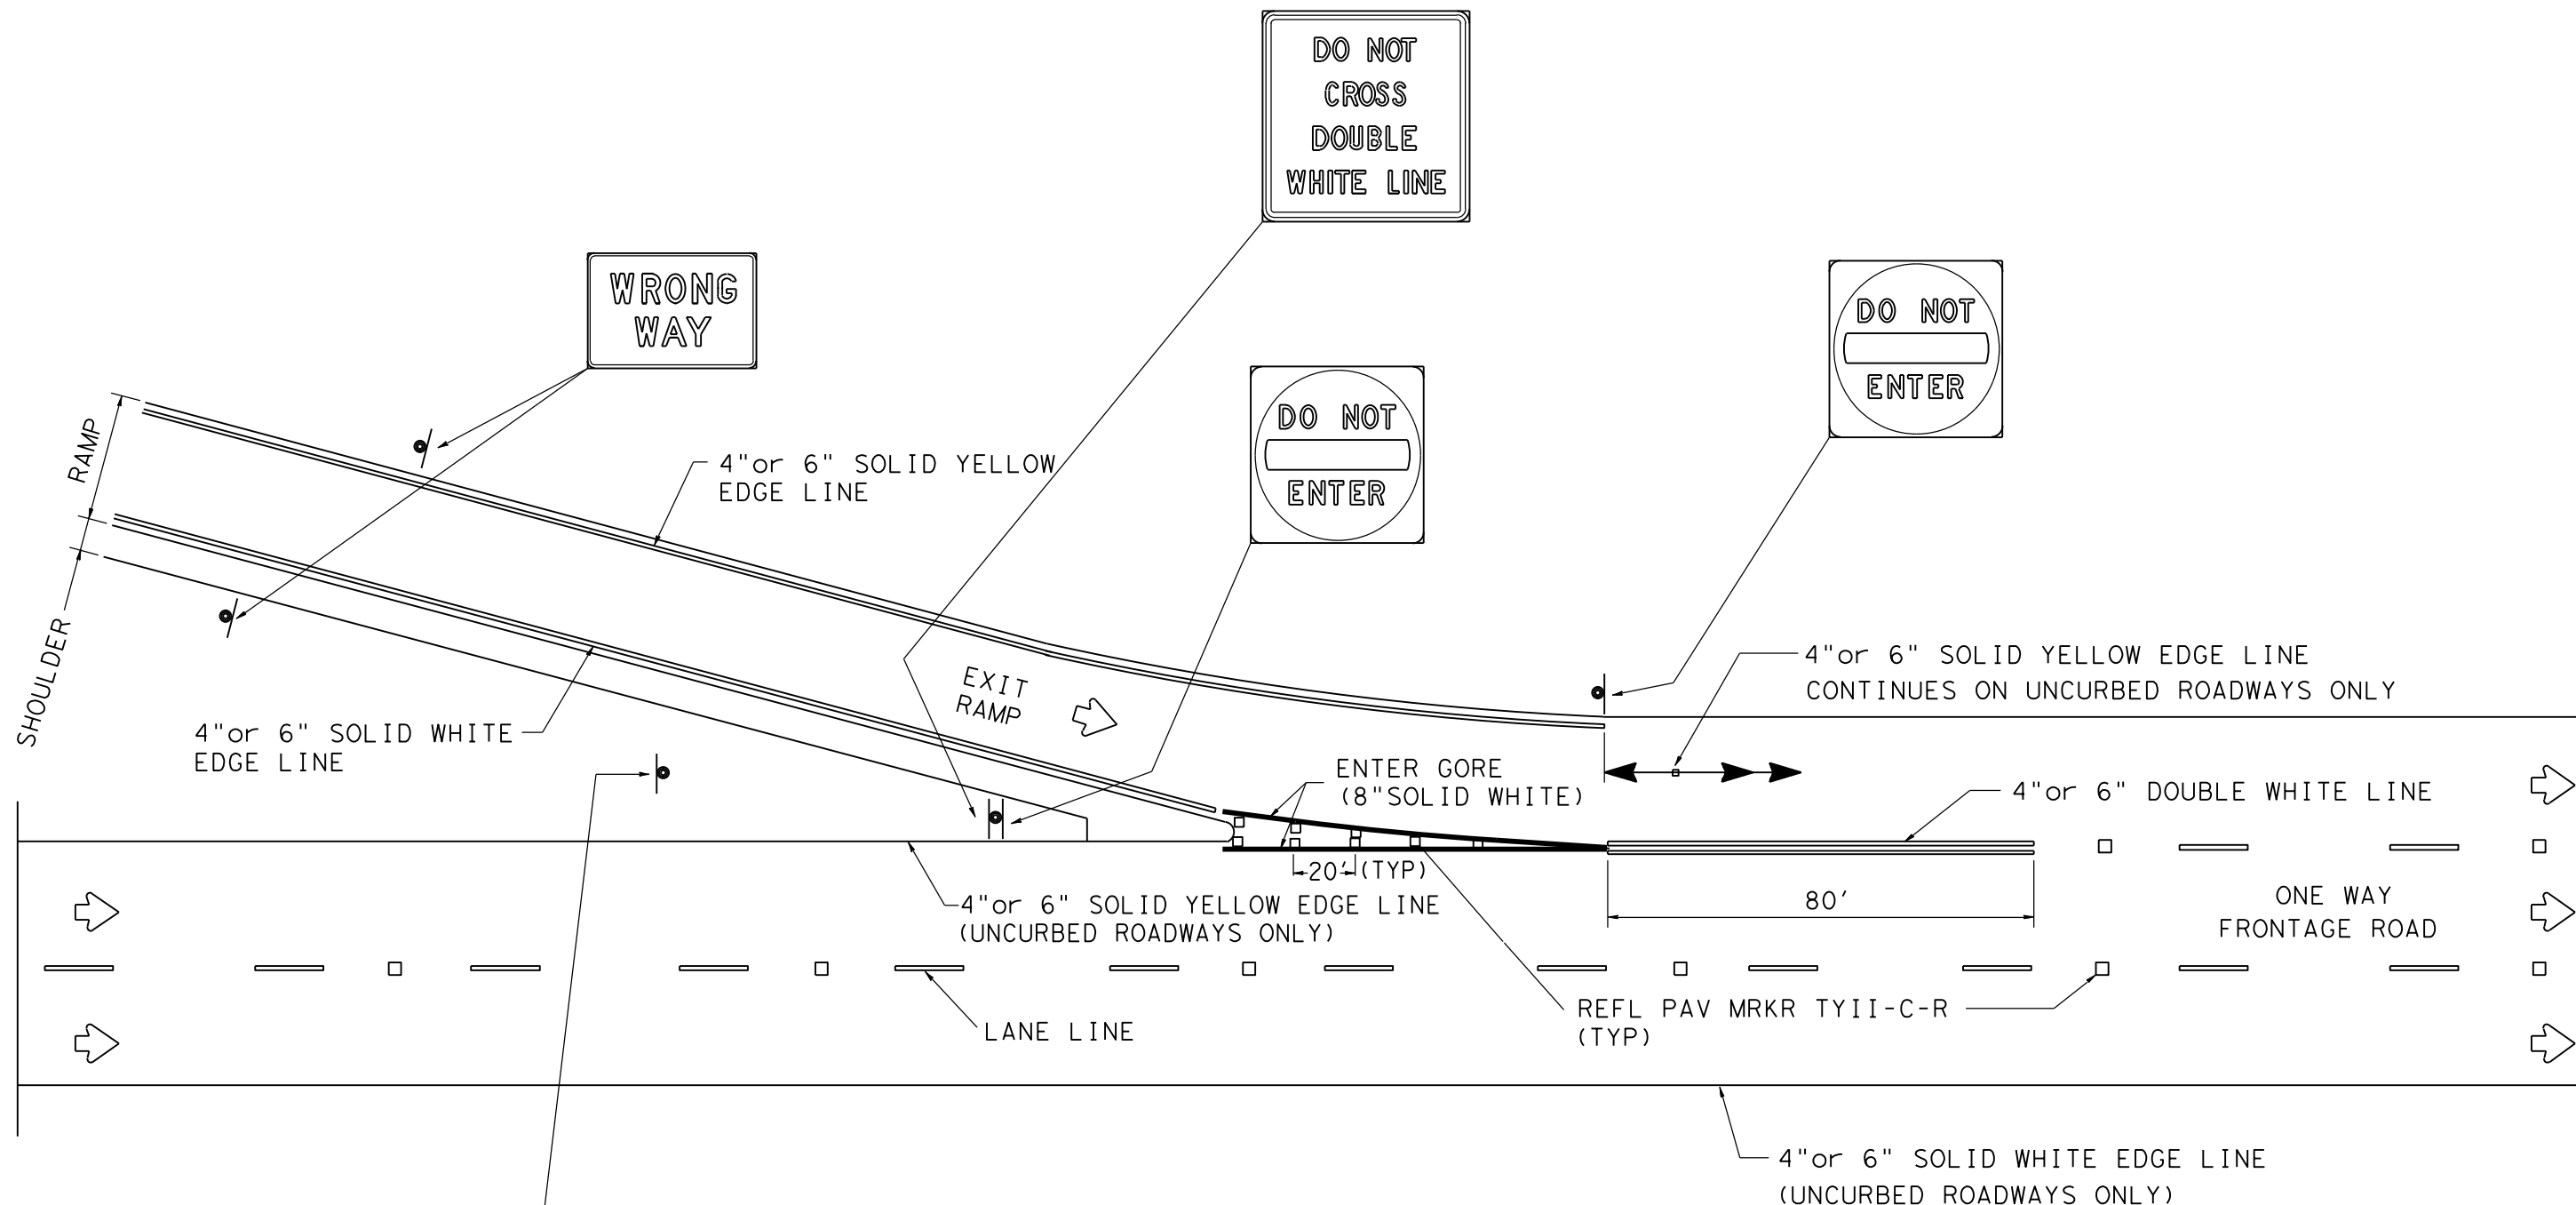 DO NOT
CROSS
DOUBLE
WHITE LINE
WRONG
WAY
DO NOT
ENTER
DO NOT
ENTER
RAMP
SHOULDER
4"or 6" SOLID YELLOW
EDGE LINE
4"or 6" SOLID WHITE
EDGE LINE
EXIT
RAMP
4"or 6" SOLID YELLOW EDGE LINE
CONTINUES ON UNCURBED ROADWAYS ONLY
ENTER GORE
(8"SOLID WHITE)
4"or 6" DOUBLE WHITE LINE
20' (TYP)
80'
4"or 6" SOLID YELLOW EDGE LINE
(UNCURBED ROADWAYS ONLY)
ONE WAY
FRONTAGE ROAD
LANE LINE
REFL PAV MRKR TYII-C-R
(TYP)
4"or 6" SOLID WHITE EDGE LINE
(UNCURBED ROADWAYS ONLY)